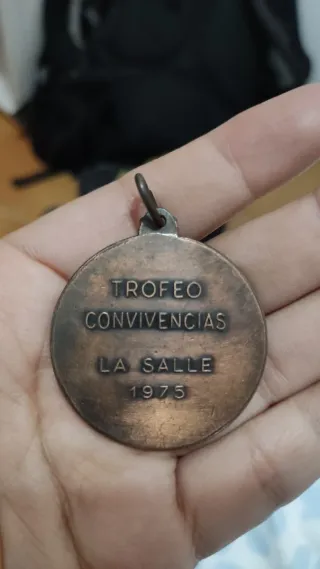 TROFEO
CONVIVENCIAS
LA SALLE
1975